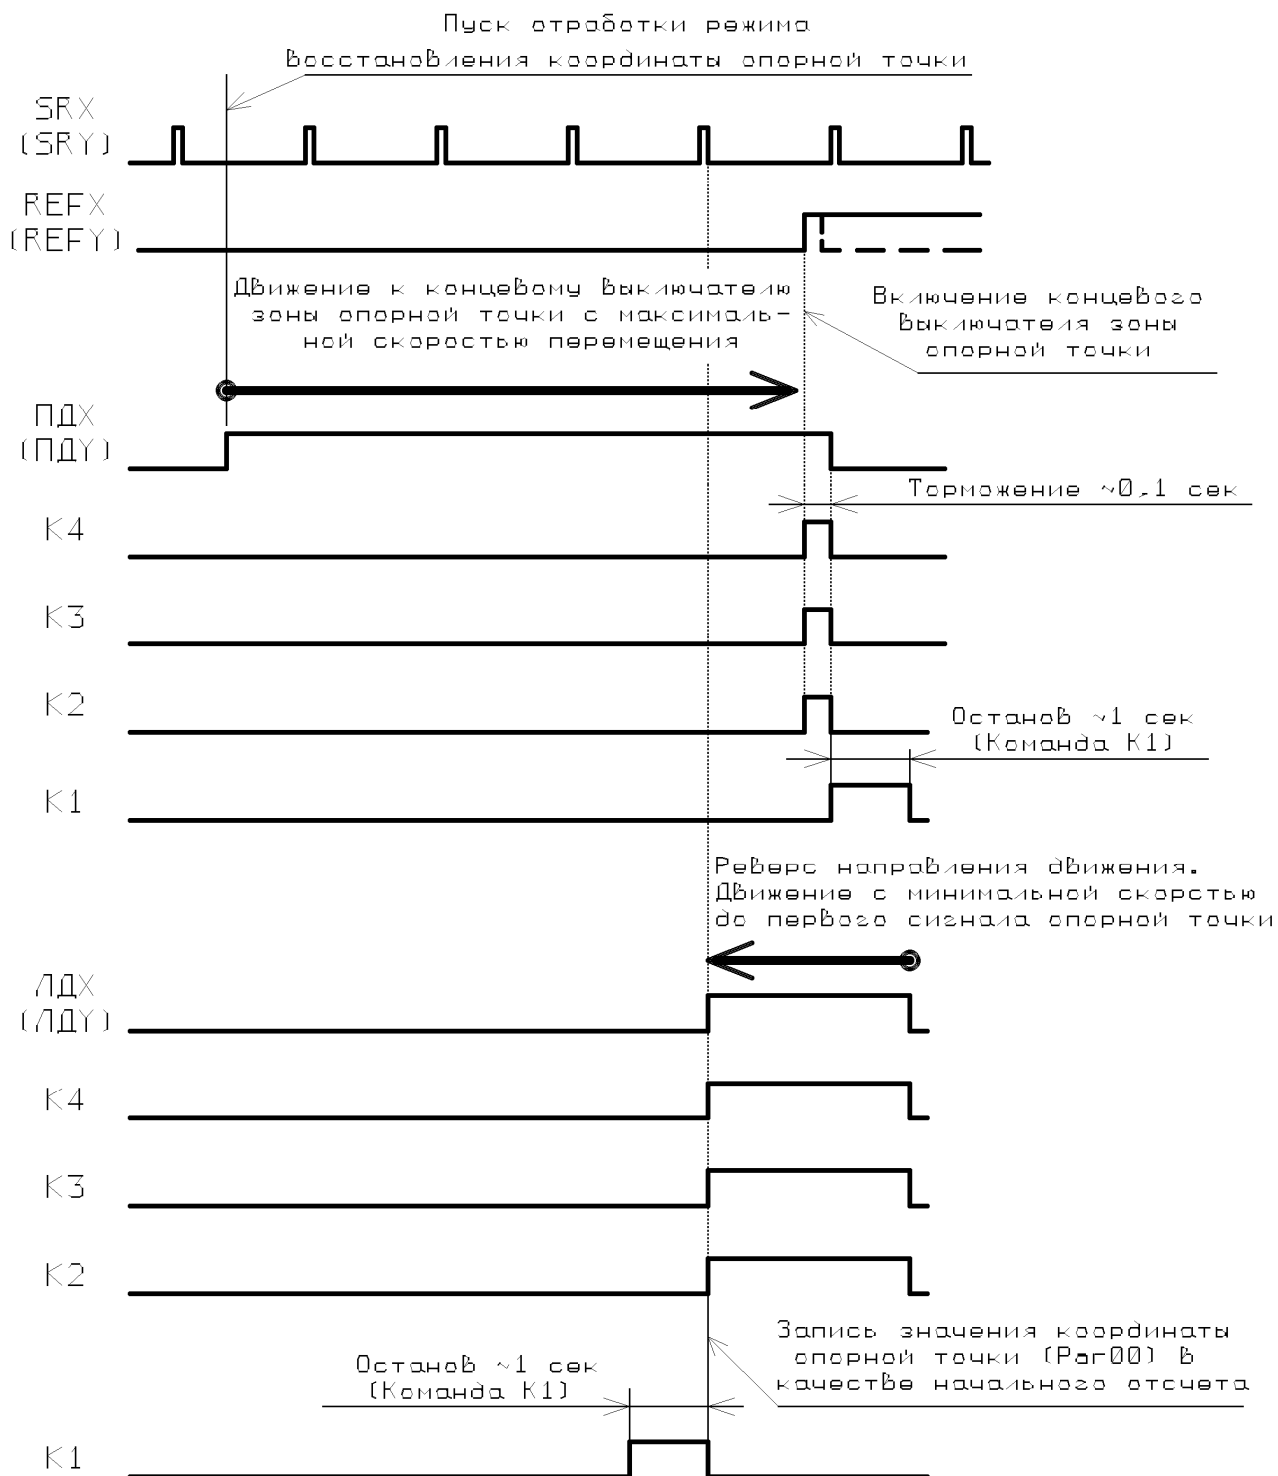 Пуск отработки режима
восстановления координаты опорной точки
SRX
(SRY)
REFX
(REFY)
Движение к концевому выключателю
зоны опорной точки с максималь-
ной скоростью перемещения
Включение концевого
выключателя зоны
опорной точки
ПДX
(ПДY)
Торможение ~0,1 сек
K4
K3
K2
Останов ~1 сек
(Команда K1)
K1
Реверс направления движения.
Движение с минимальной скорстью
до первого сигнала опорной точки
ЛДX
(ЛДY)
K4
K3
K2
Запись значения координаты
опорной точки (Par00) в
качестве начального отсчета
Останов ~1 сек
(Команда K1)
K1